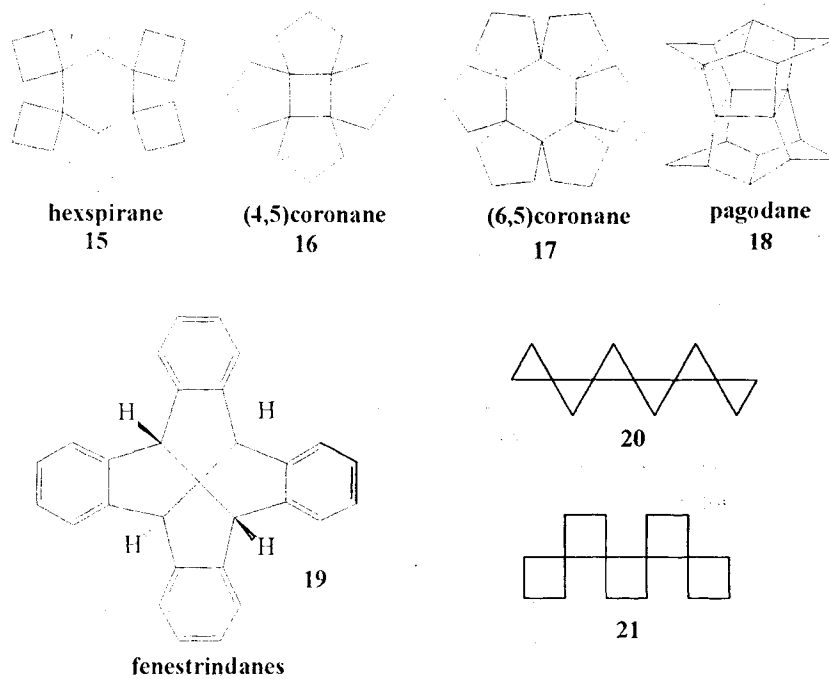 hexspirane
15
(4,5)coronane
16
(6,5)coronane
17
pagodane
18
H
H
H
H
19
fenestrindanes
20
21